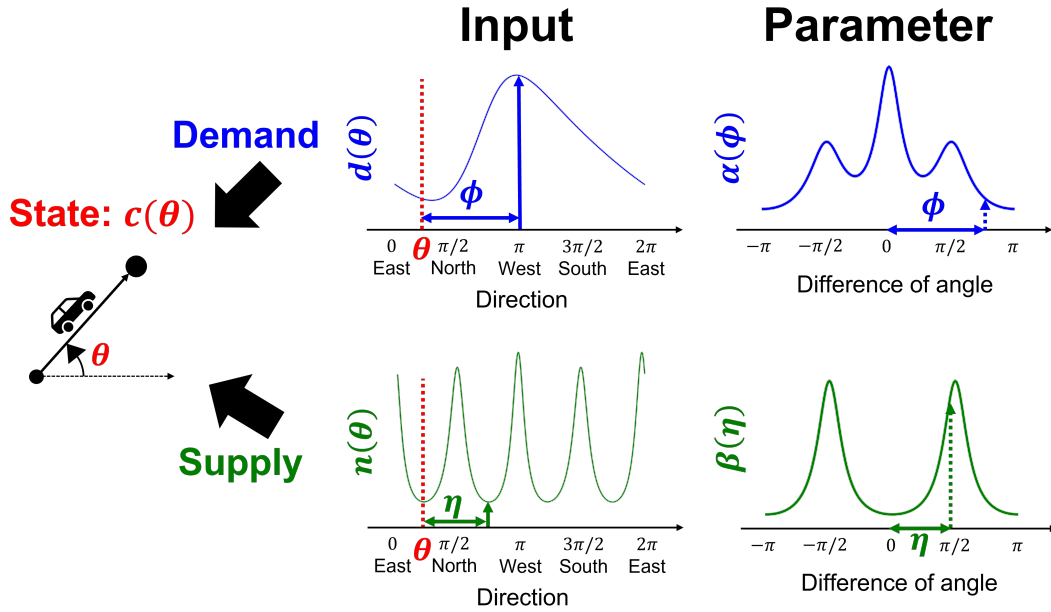 Input
Parameter
Demand
State: c(θ)
θ
Supply
d(θ)
ϕ
0 θ π/2 π 3π/2 2π
East North West South East
Direction
α(ϕ)
ϕ
−π −π/2 0 π/2 π
Difference of angle
n(θ)
η
0 θ π/2 π 3π/2 2π
East North West South East
Direction
β(η)
−π −π/2 0 η π/2 π
Difference of angle